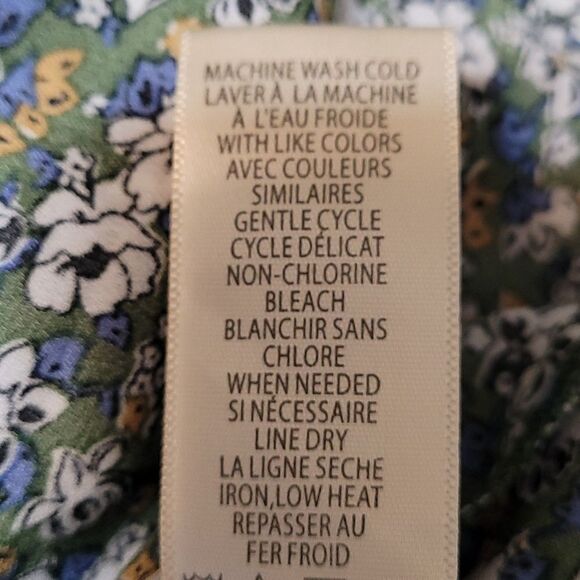 MACHINE WASH COLD
LAVER À LA MACHINE
À L'EAU FROIDE
WITH LIKE COLORS
AVEC COULEURS
SIMILAIRES
GENTLE CYCLE
CYCLE DÉLICAT
NON-CHLORINE
BLEACH
BLANCHIR SANS
CHLORE
WHEN NEEDED
SI NÉCESSAIRE
LINE DRY
LA LIGNE SECHE
IRON,LOW HEAT
REPASSER AU
FER FROID